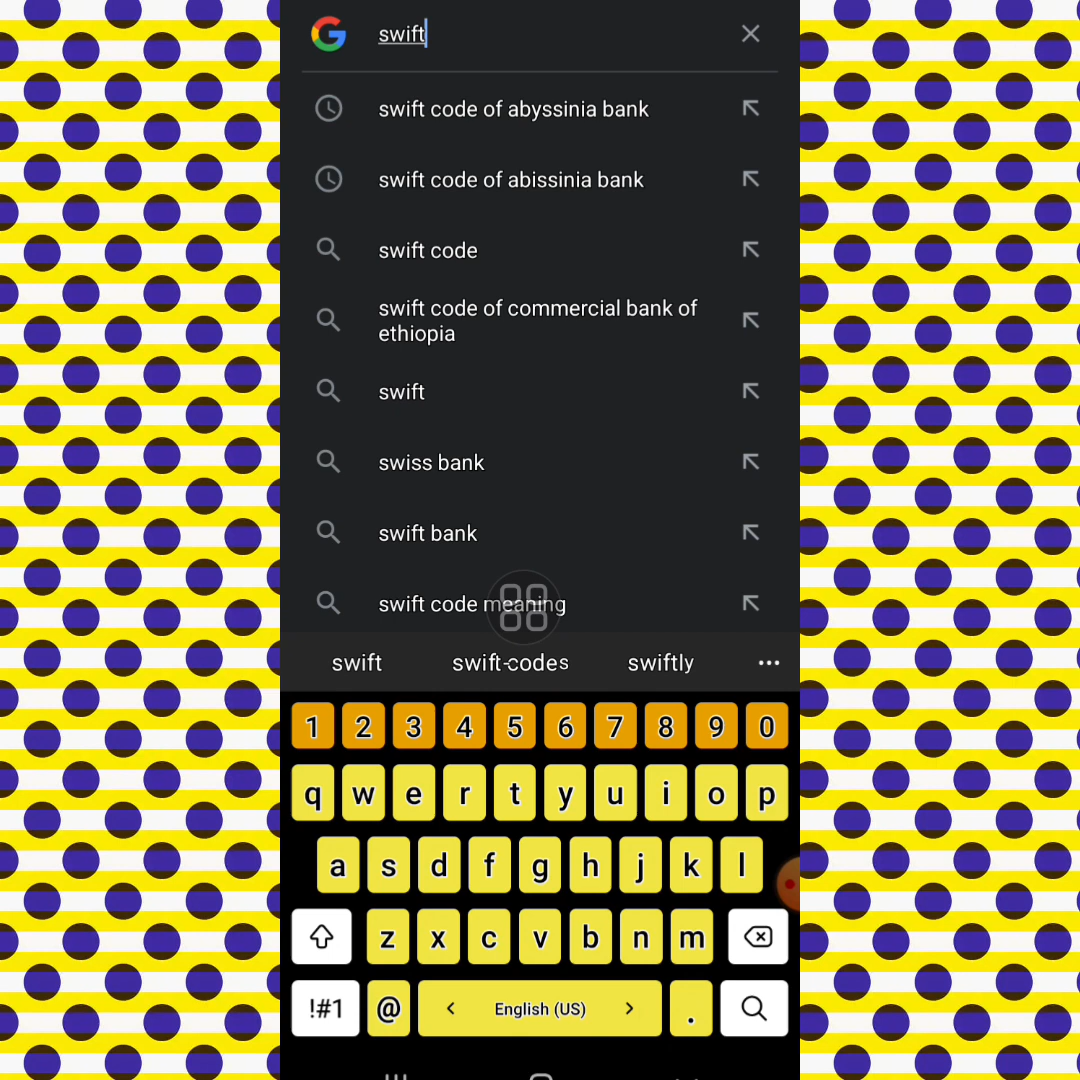 swift
swift code of abyssinia bank
swift code of abissinia bank
swift code
swift code of commercial bank of
ethiopia
swift
swiss bank
swift bank
swift code meaning
swift swift-codes swiftly
1 2 3 4 5 6 7 8 9 0
q w e r t y u i o p
a s d f g h j k l
z x c v b n m
!#1 @ < English (US) > .